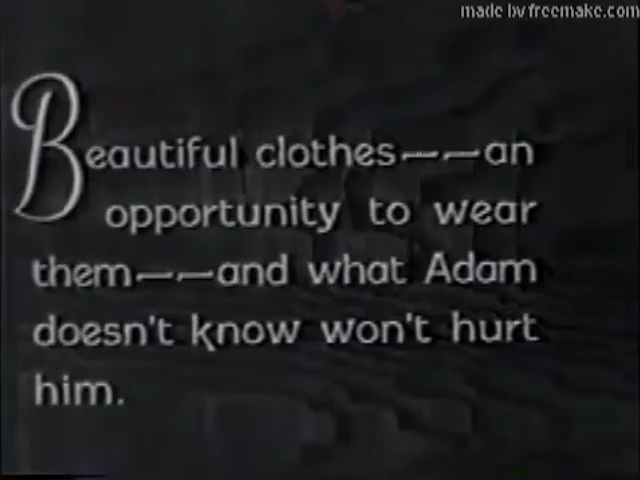 made by freemake.com
Beautiful clothes——an
opportunity to wear
them——and what Adam
doesn't know won't hurt
him.